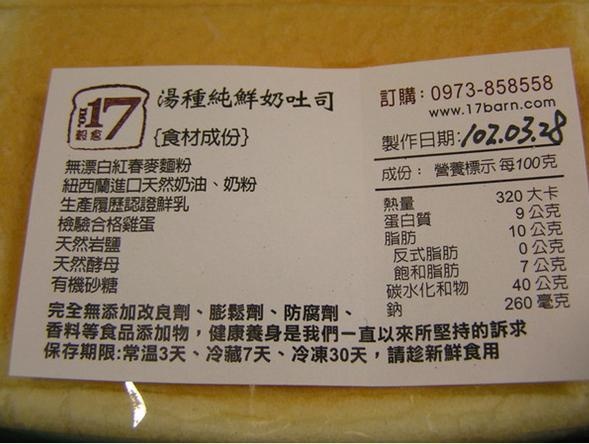 17
穀倉
湯種純鮮奶吐司
{食材成份}
無漂白紅春麥麵粉
紐西蘭進口天然奶油、奶粉
生產履歷認證鮮乳
檢驗合格雞蛋
天然岩鹽
天然酵母
有機砂糖
訂購：0973-858558
www.17barn.com
製作日期:102.03.28
成份： 營養標示 每100克
熱量 320 大卡
蛋白質 9 公克
脂肪 10 公克
反式脂肪 0 公克
飽和脂肪 7 公克
碳水化和物 40 公克
鈉 260 毫克
完全無添加改良劑、膨鬆劑、防腐劑、
香料等食品添加物，健康養身是我們一直以來所堅持的訴求
保存期限:常溫3天、冷藏7天、冷凍30天，請趁新鮮食用